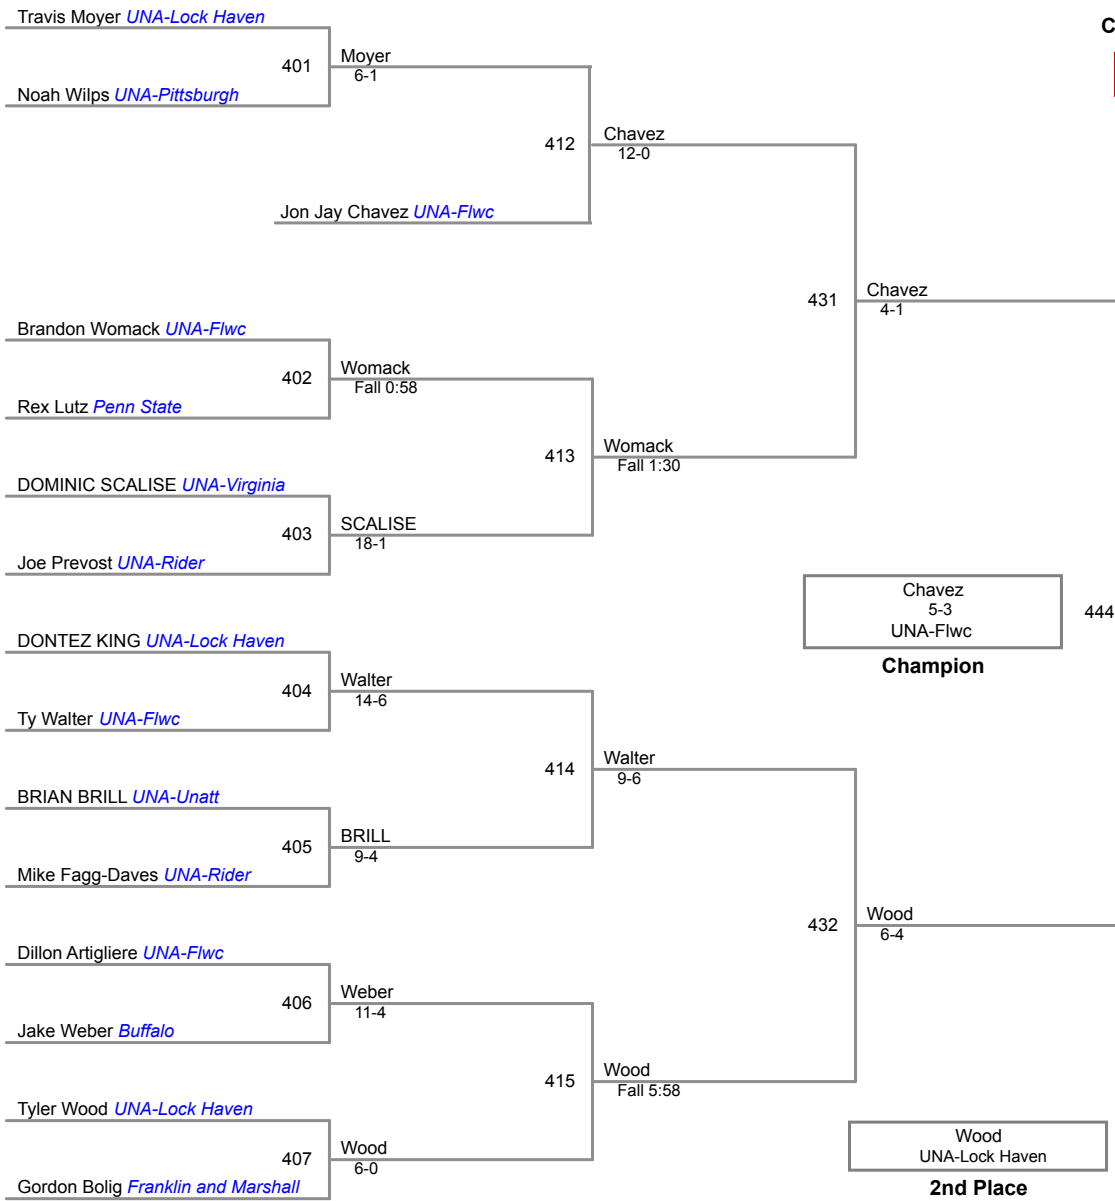 Travis Moyer UNA-Lock Haven
C
401
Moyer
6-1
Noah Wilps UNA-Pittsburgh
412
Chavez
12-0
Jon Jay Chavez UNA-Flwc
431
Chavez
4-1
Brandon Womack UNA-Flwc
402
Womack
Fall 0:58
Rex Lutz Penn State
413
Womack
Fall 1:30
DOMINIC SCALISE UNA-Virginia
403
SCALISE
18-1
Joe Prevost UNA-Rider
Chavez
5-3
UNA-Flwc
444
Champion
DONTEZ KING UNA-Lock Haven
404
Walter
14-6
Ty Walter UNA-Flwc
414
Walter
9-6
BRIAN BRILL UNA-Unatt
405
BRILL
9-4
Mike Fagg-Daves UNA-Rider
432
Wood
6-4
Dillon Artigliere UNA-Flwc
406
Weber
11-4
Jake Weber Buffalo
415
Wood
Fall 5:58
Tyler Wood UNA-Lock Haven
407
Wood
6-0
Gordon Bolig Franklin and Marshall
Wood
UNA-Lock Haven
2nd Place